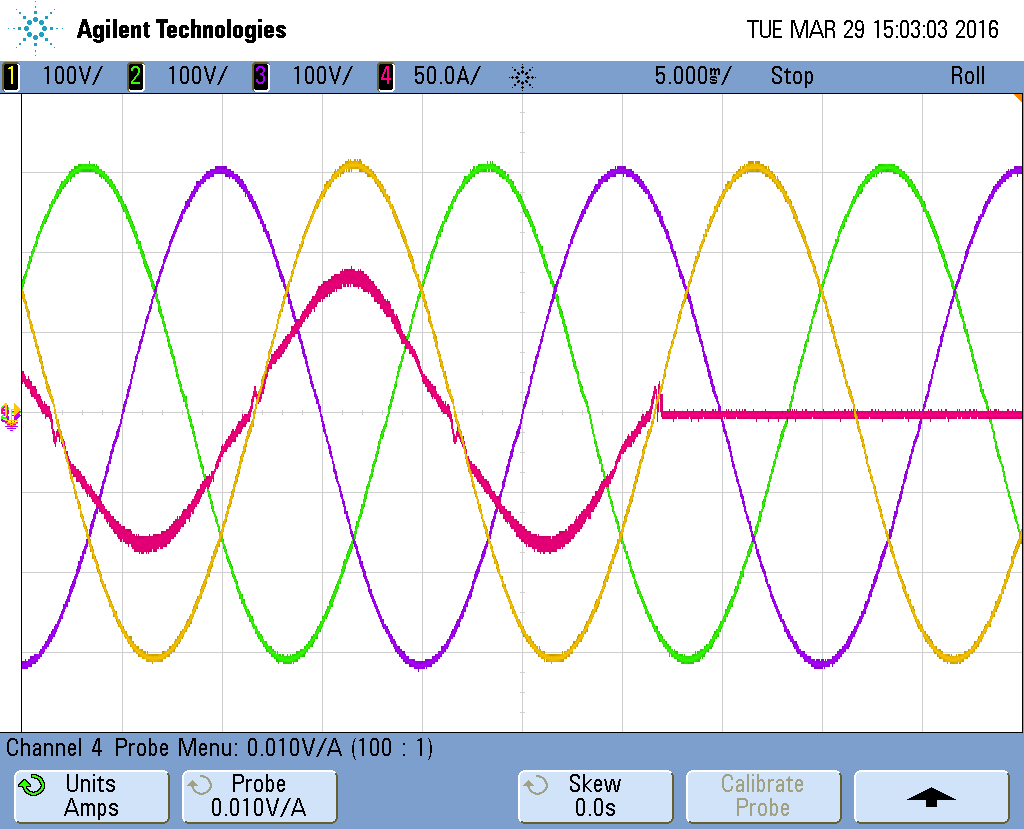 Agilent Technologies
TUE MAR 29 15:03:03 2016
1 100V/ 2 100V/ 3 100V/ 4 50.0A/ 5.000ms/ Stop Roll
Channel 4 Probe Menu: 0.010V/A (100 : 1)
Units Probe Skew Calibrate
Amps 0.010V/A 0.0s Probe